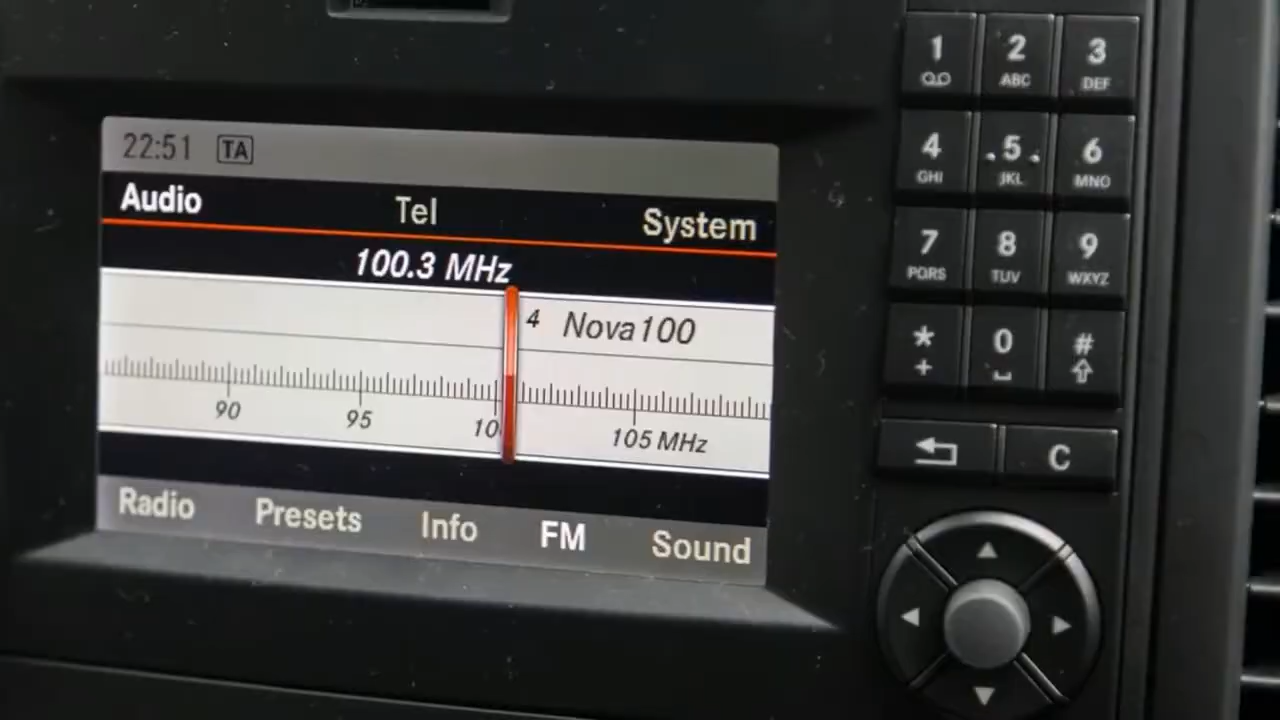 22:51 TA
Audio Tel System
100.3 MHz
4 Nova100
90 95 10 105 MHz
Radio Presets Info FM Sound
1 2 ABC 3 DEF
4 GHI 5 JKL 6 MNO
7 PQRS 8 TUV 9 WXYZ
* + 0 #
C